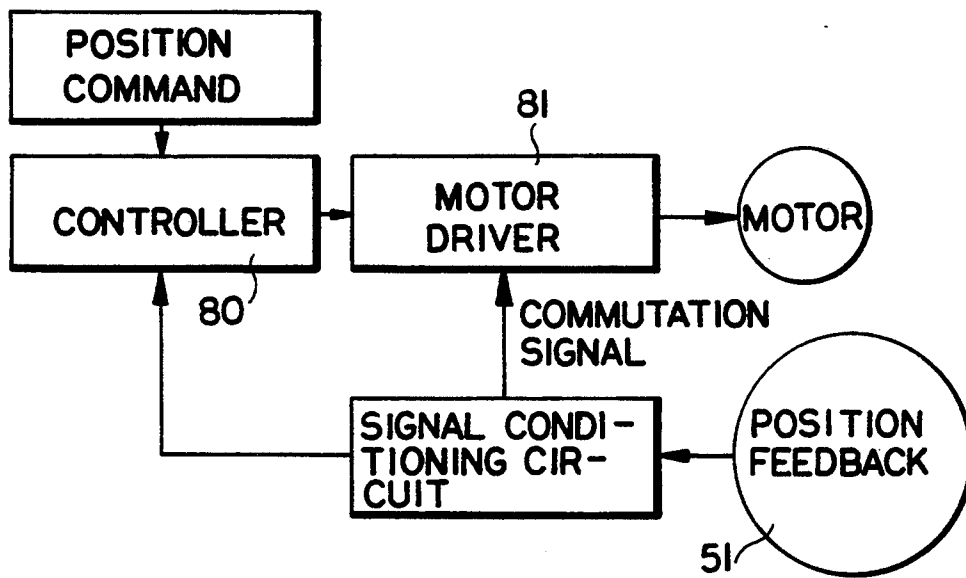 POSITION
COMMAND
81
CONTROLLER
MOTOR
DRIVER
MOTOR
80
COMMUTATION
SIGNAL
SIGNAL CONDI-
TIONING CIR-
CUIT
POSITION
FEEDBACK
51